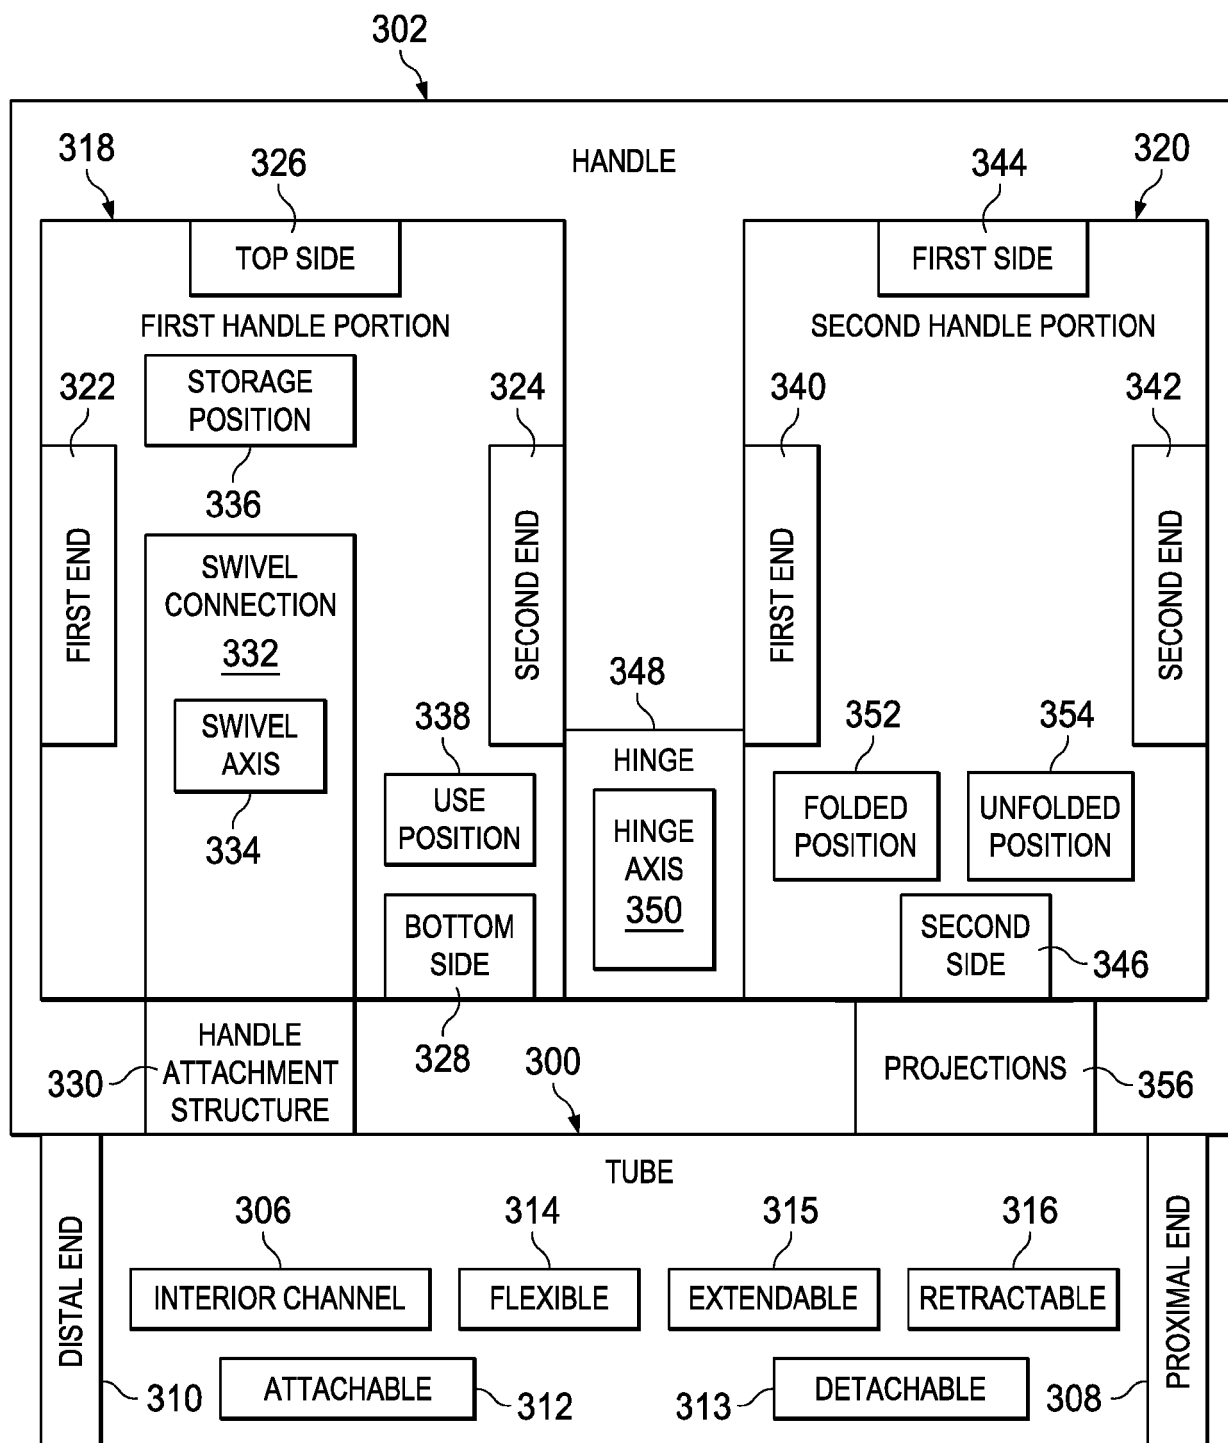 302
HANDLE
318
326
344
320
TOP SIDE
FIRST SIDE
FIRST HANDLE PORTION
SECOND HANDLE PORTION
322
STORAGE
POSITION
324
340
342
336
FIRST END
SWIVEL
CONNECTION
332
SECOND END
FIRST END
SECOND END
SWIVEL
AXIS
334
338
USE
POSITION
348
HINGE
HINGE
AXIS
350
352
354
FOLDED
POSITION
UNFOLDED
POSITION
BOTTOM
SIDE
328
SECOND
SIDE
346
HANDLE
ATTACHMENT
STRUCTURE
330
300
PROJECTIONS
356
TUBE
DISTAL END
306
314
315
316
PROXIMAL END
INTERIOR CHANNEL
FLEXIBLE
EXTENDABLE
RETRACTABLE
310
ATTACHABLE
312
313
DETACHABLE
308